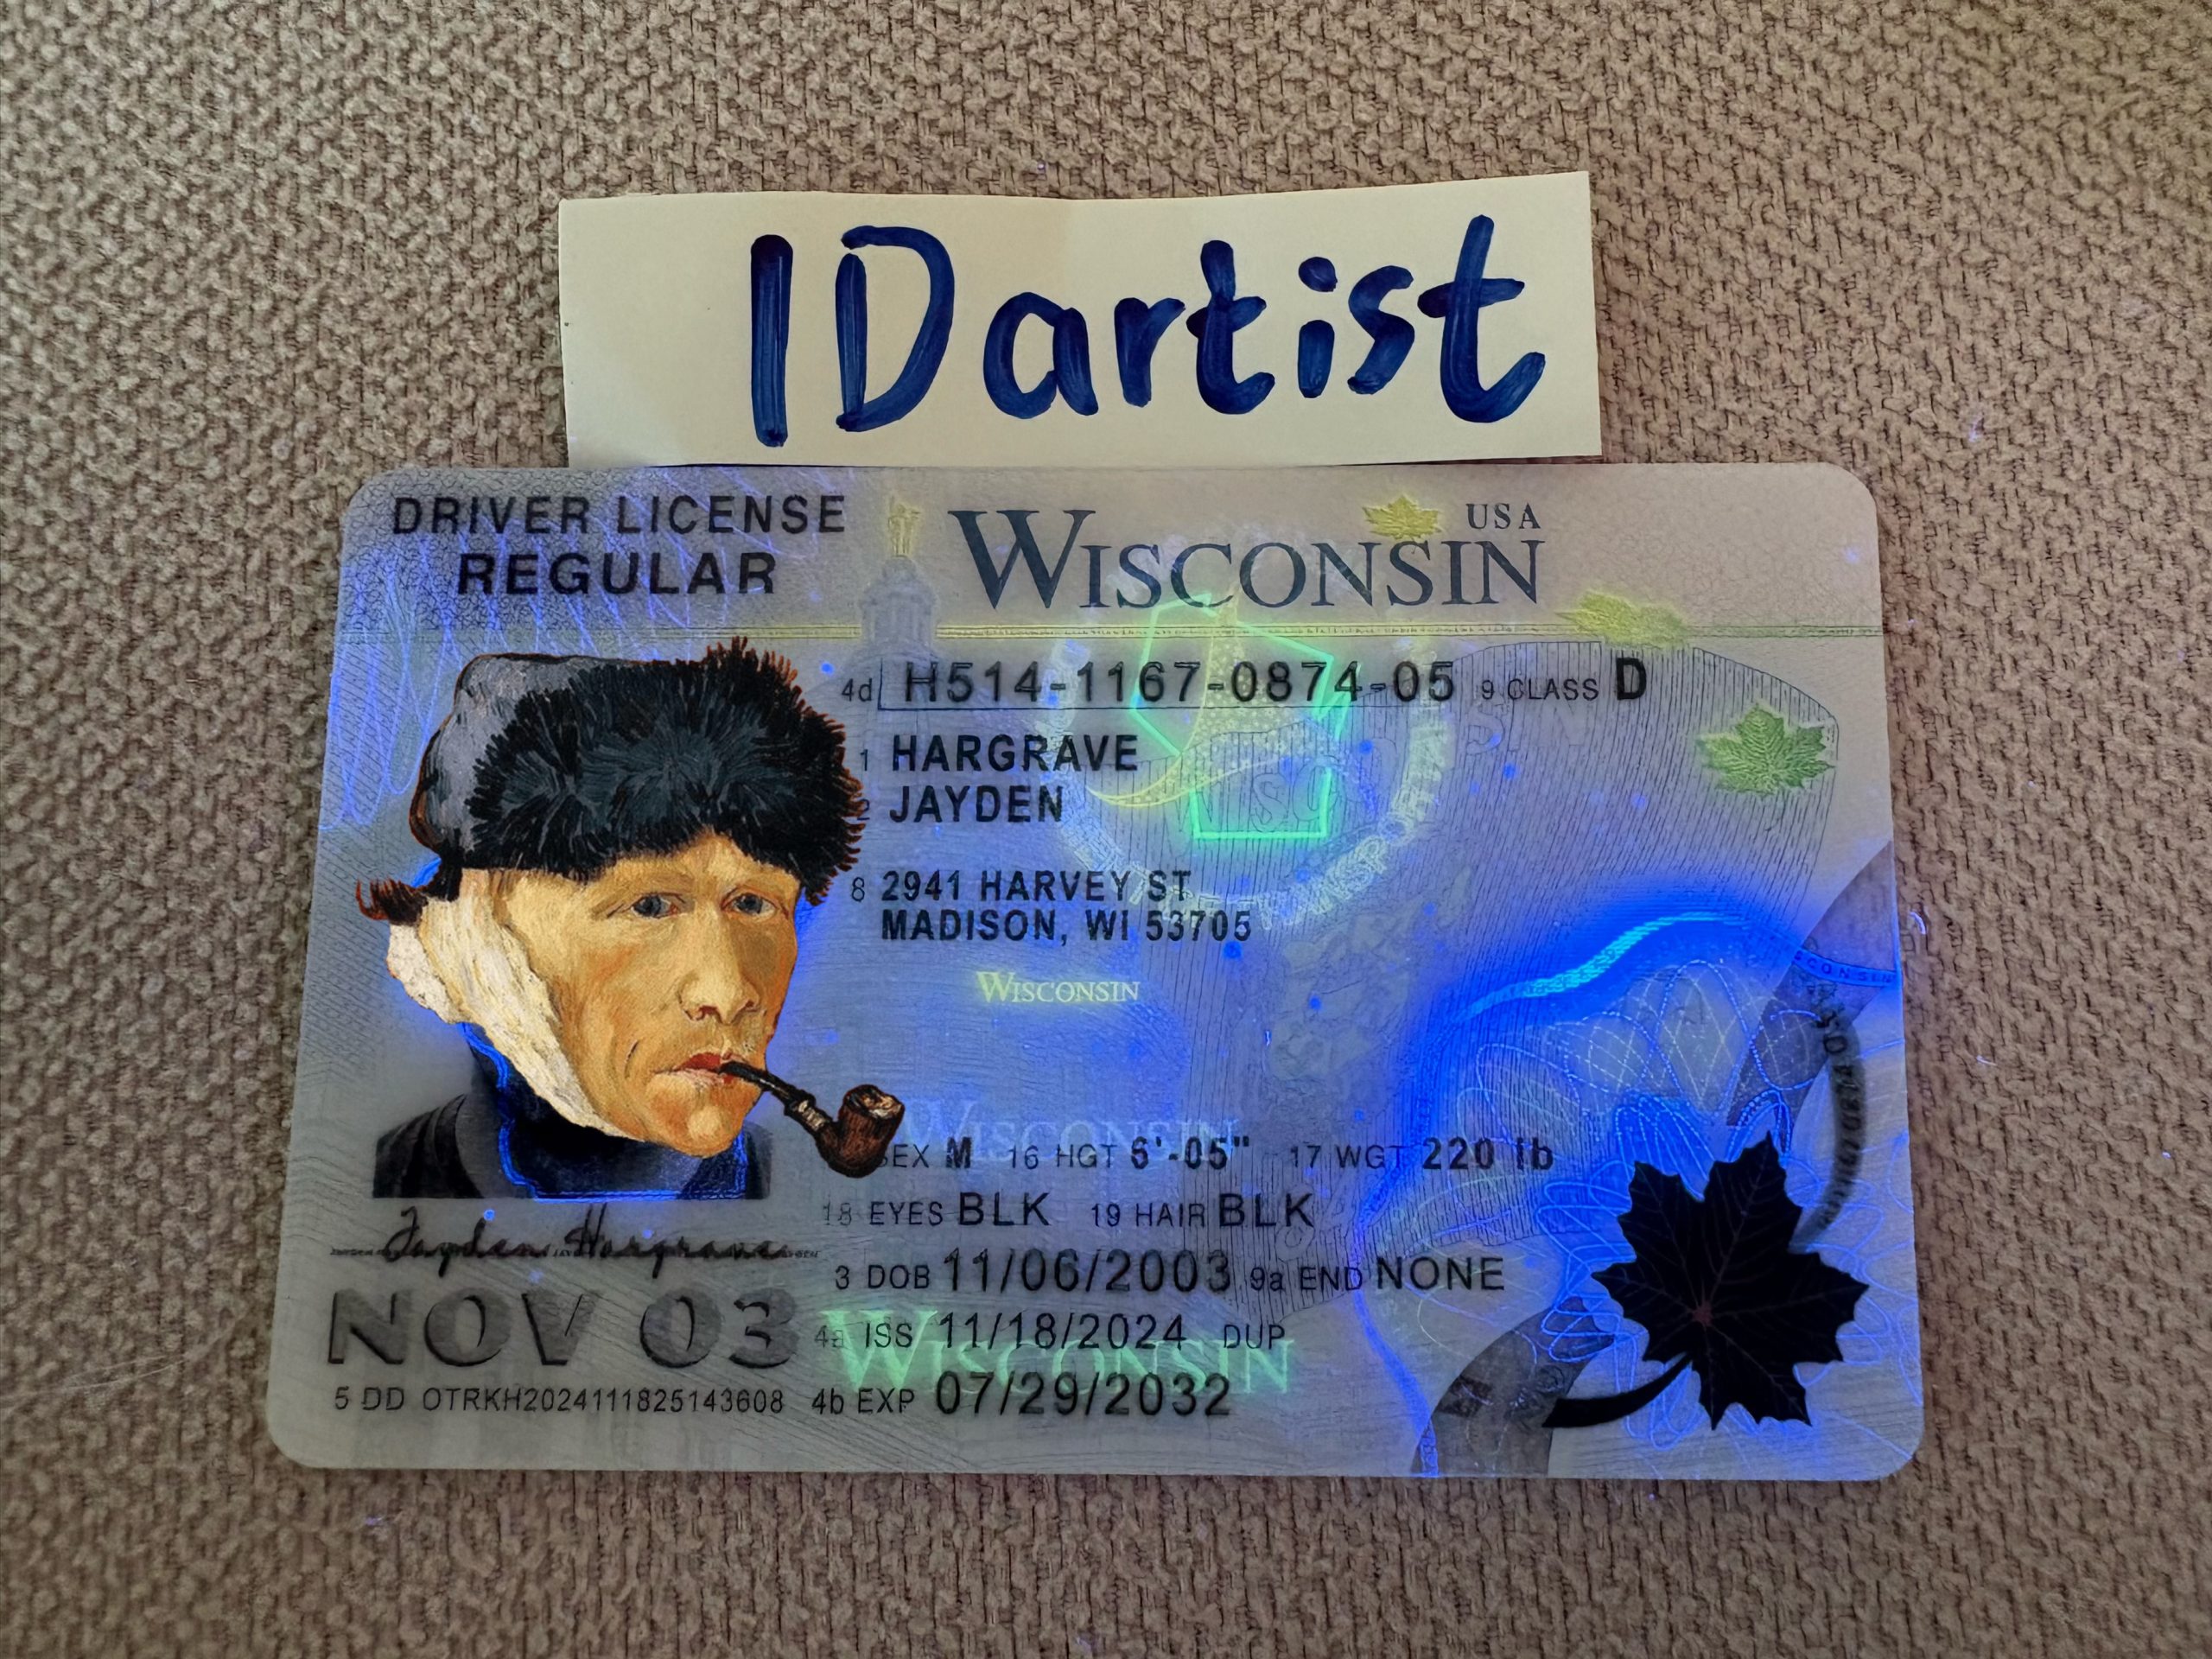 IDartist
DRIVER LICENSE
REGULAR
WISCONSIN
USA
4d H514-1167-0874-05 9 CLASS D
1 HARGRAVE
2 JAYDEN
8 2941 HARVEY ST
MADISON, WI 53705
WISCONSIN
WISCONSIN
SEX M 16 HGT 6'-05" 17 WGT 220 lb
18 EYES BLK 19 HAIR BLK
Jayden Hargrave
3 DOB 11/06/2003 9a END NONE
NOV 03
4a ISS 11/18/2024 DUP
WISCONSIN
5 DD OTRKH2024111825143608 4b EXP 07/29/2032